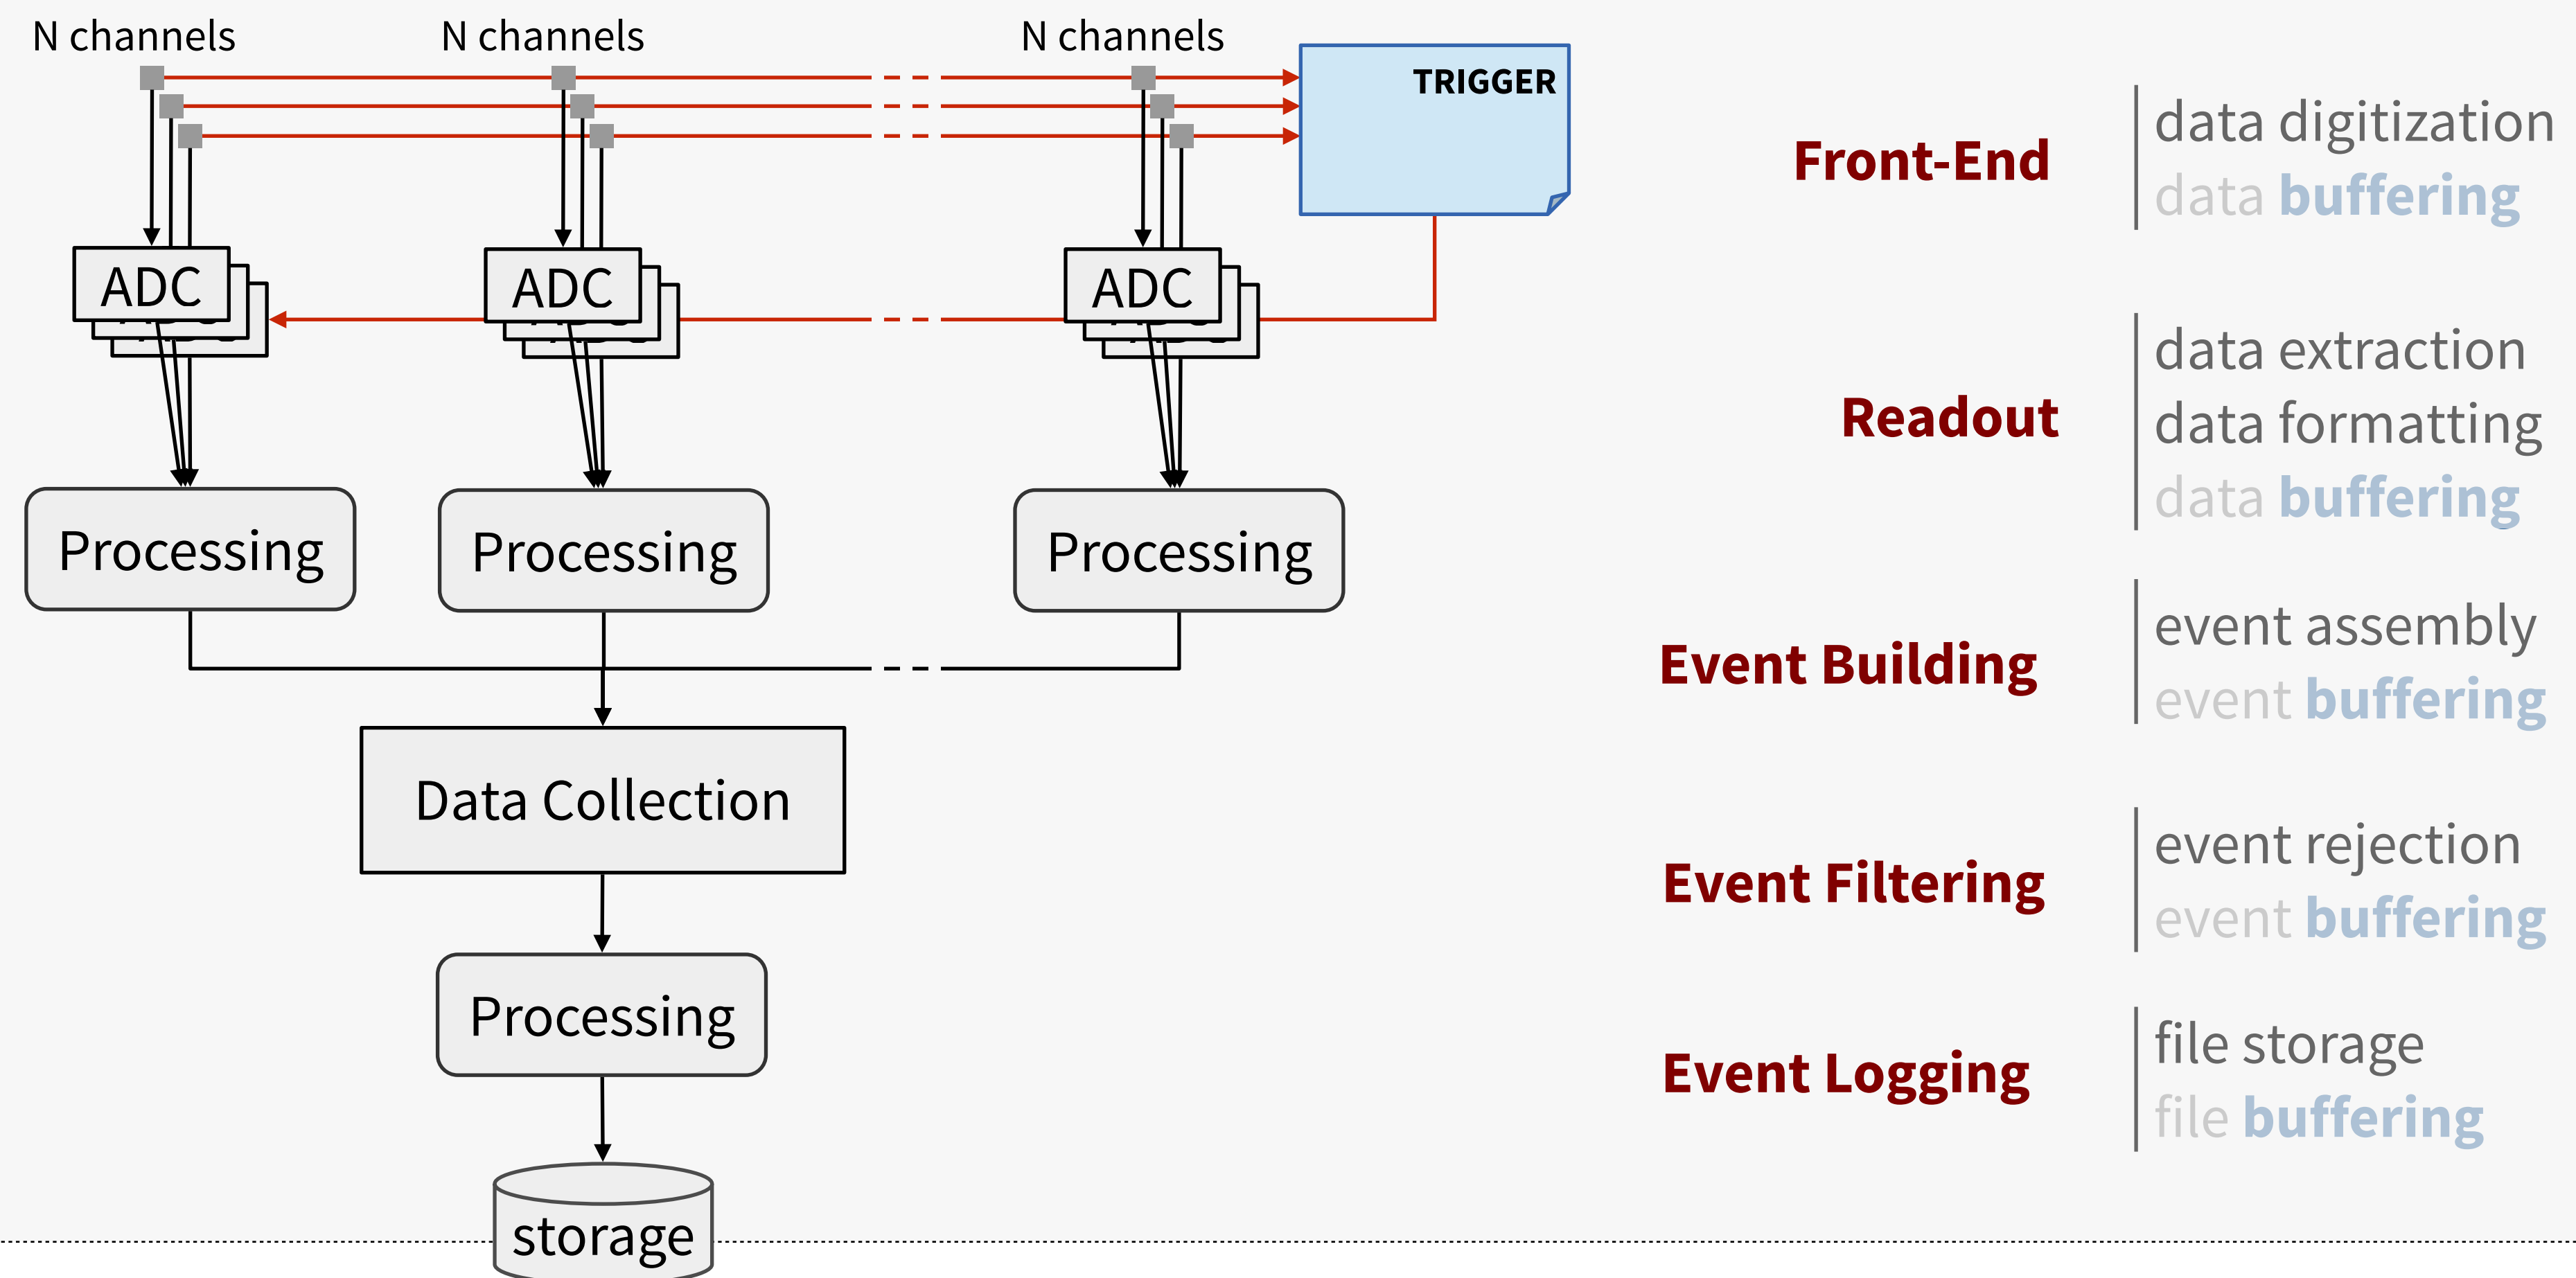 N channels
N channels
N channels
TRIGGER
ADC
ADC
ADC
Processing
Processing
Processing
Data Collection
Processing
storage
Front-End
data digitization
data buffering
Readout
data extraction
data formatting
data buffering
Event Building
event assembly
event buffering
Event Filtering
event rejection
event buffering
Event Logging
file storage
file buffering